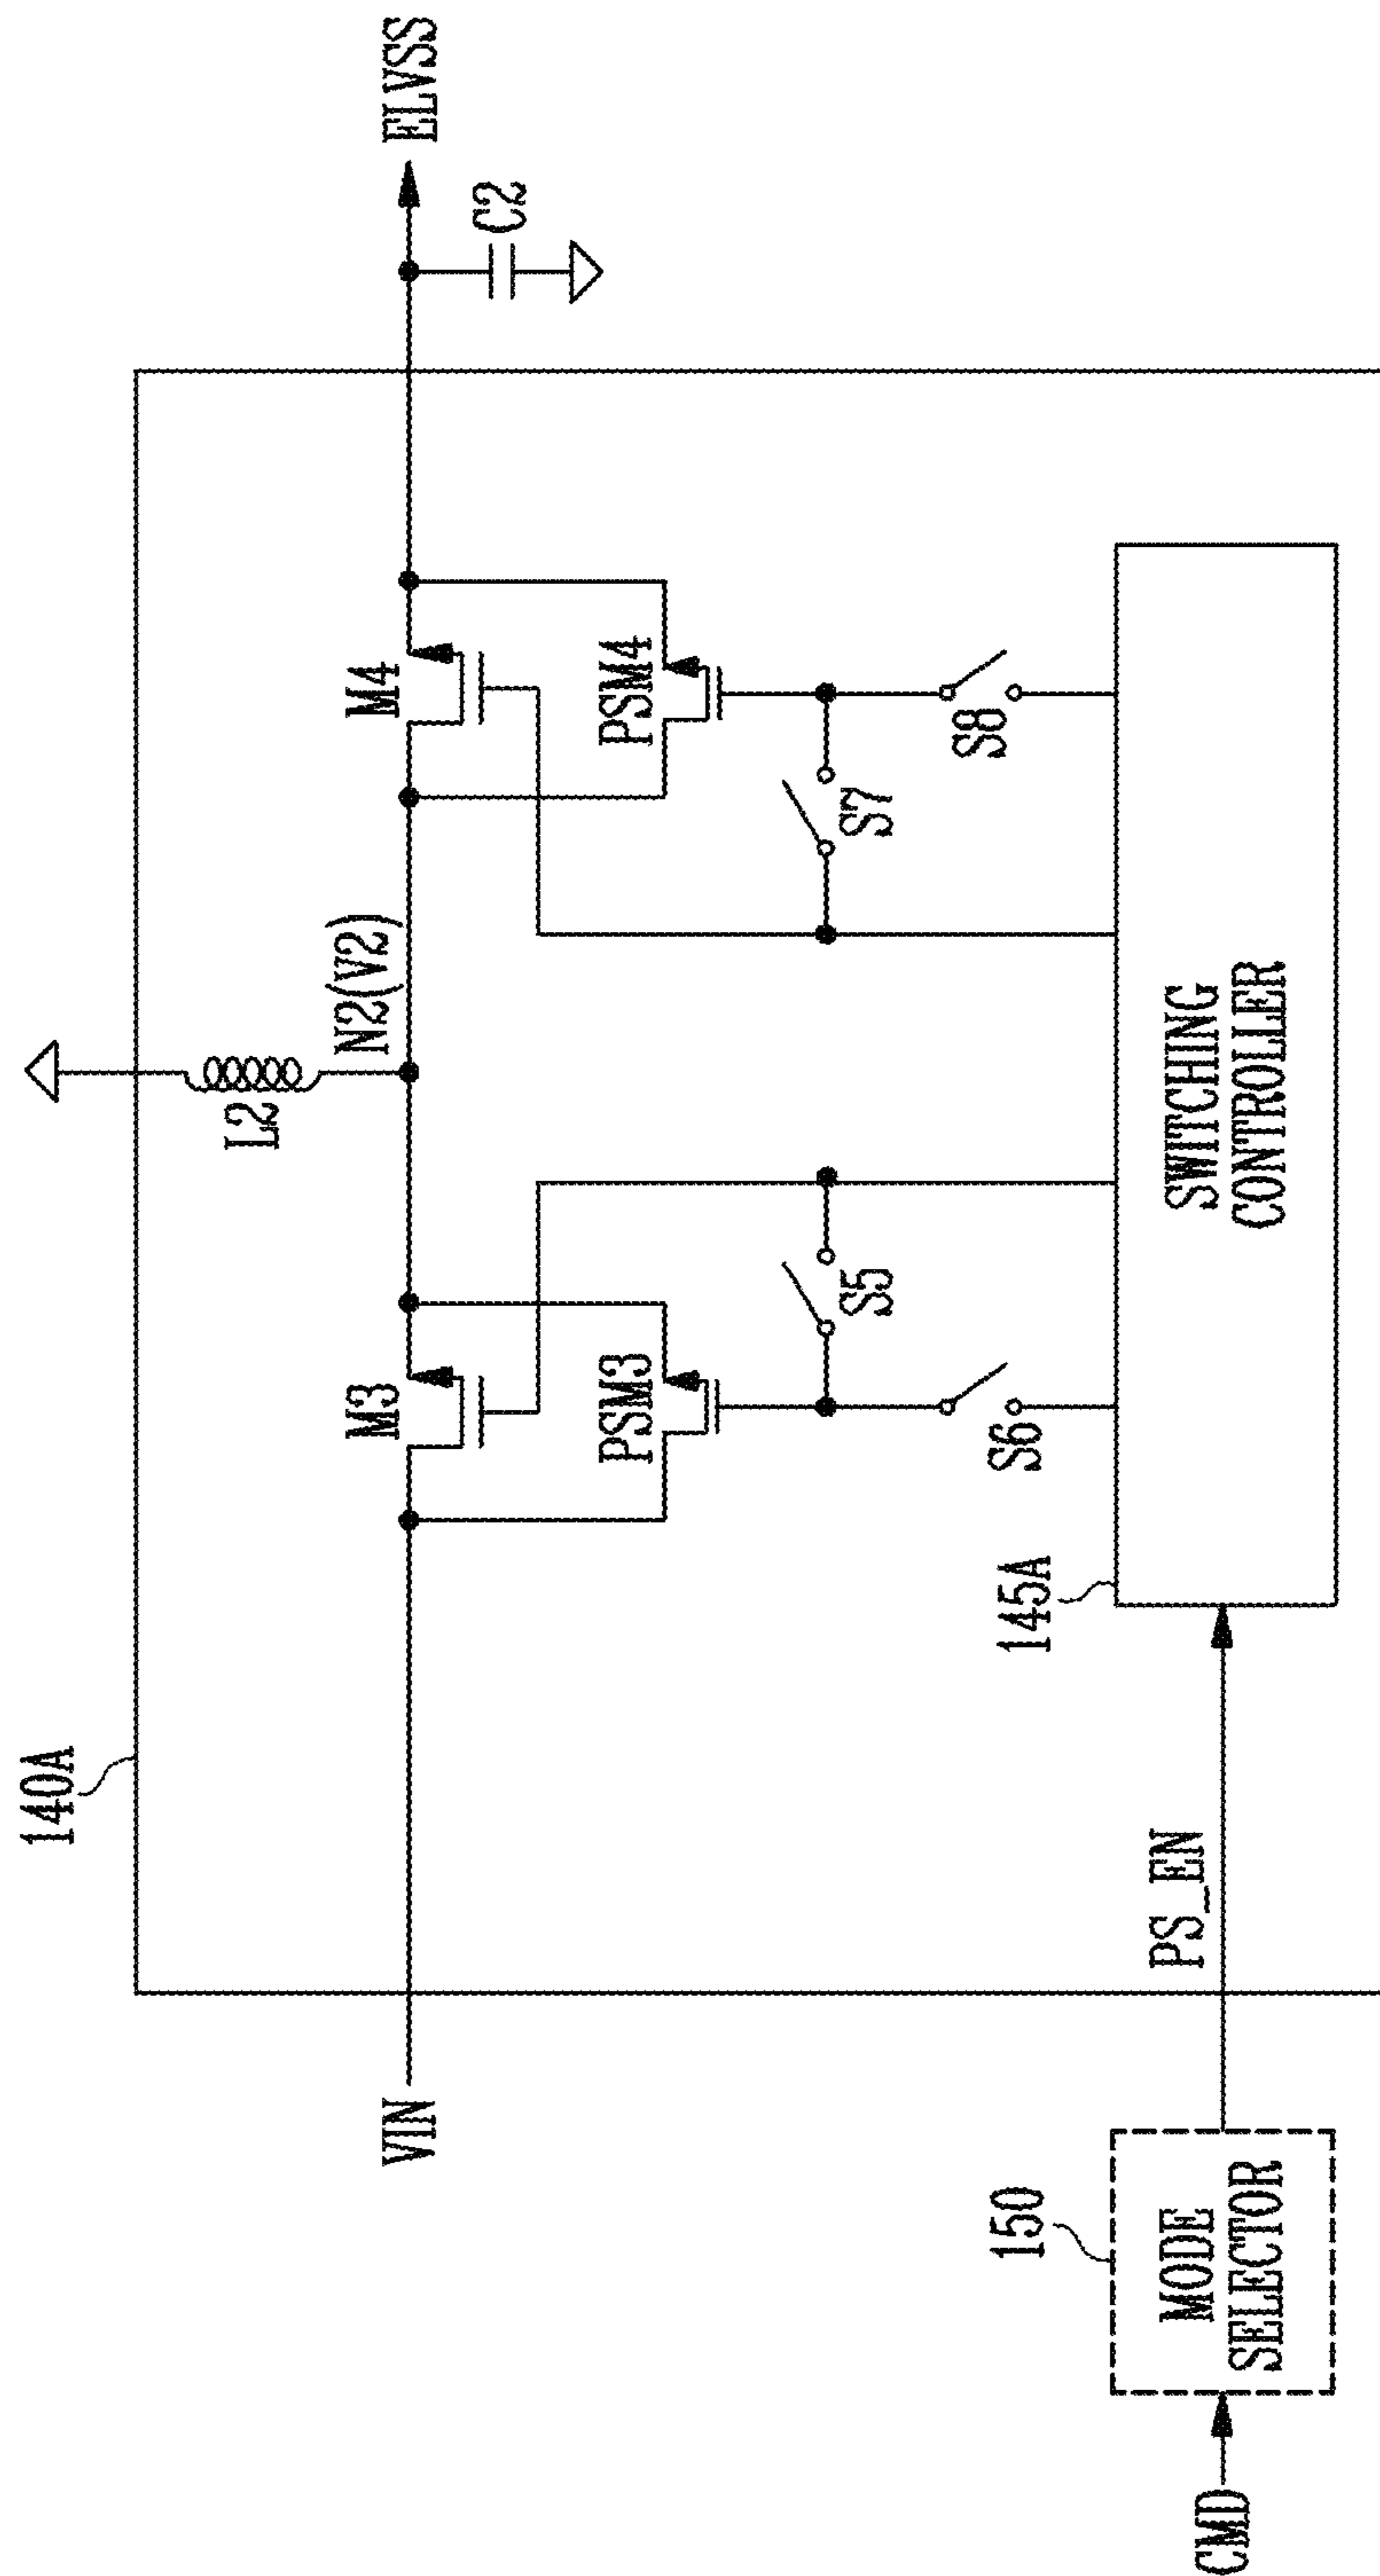 140A
L2
N2(V2)
VIN
M3
M4
ELVSS
C2
PSM3
PSM4
S5
S7
S6
S8
145A
SWITCHING
CONTROLLER
150
PS_EN
CMD
MODE
SELECTOR